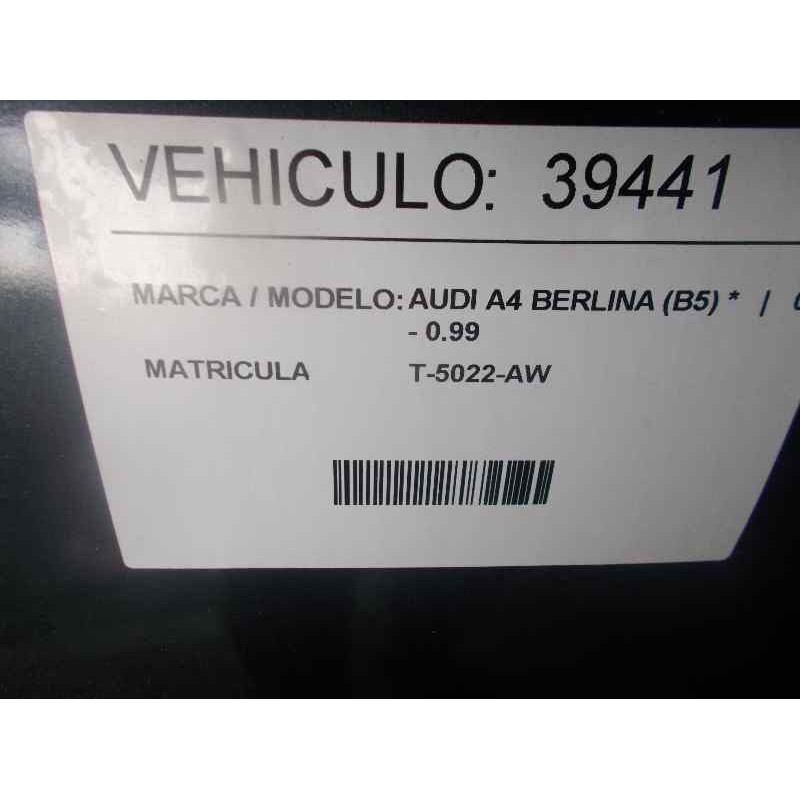 VEHICULO: 39441
MARCA / MODELO: AUDI A4 BERLINA (B5) * |
- 0.99
MATRICULA T-5022-AW